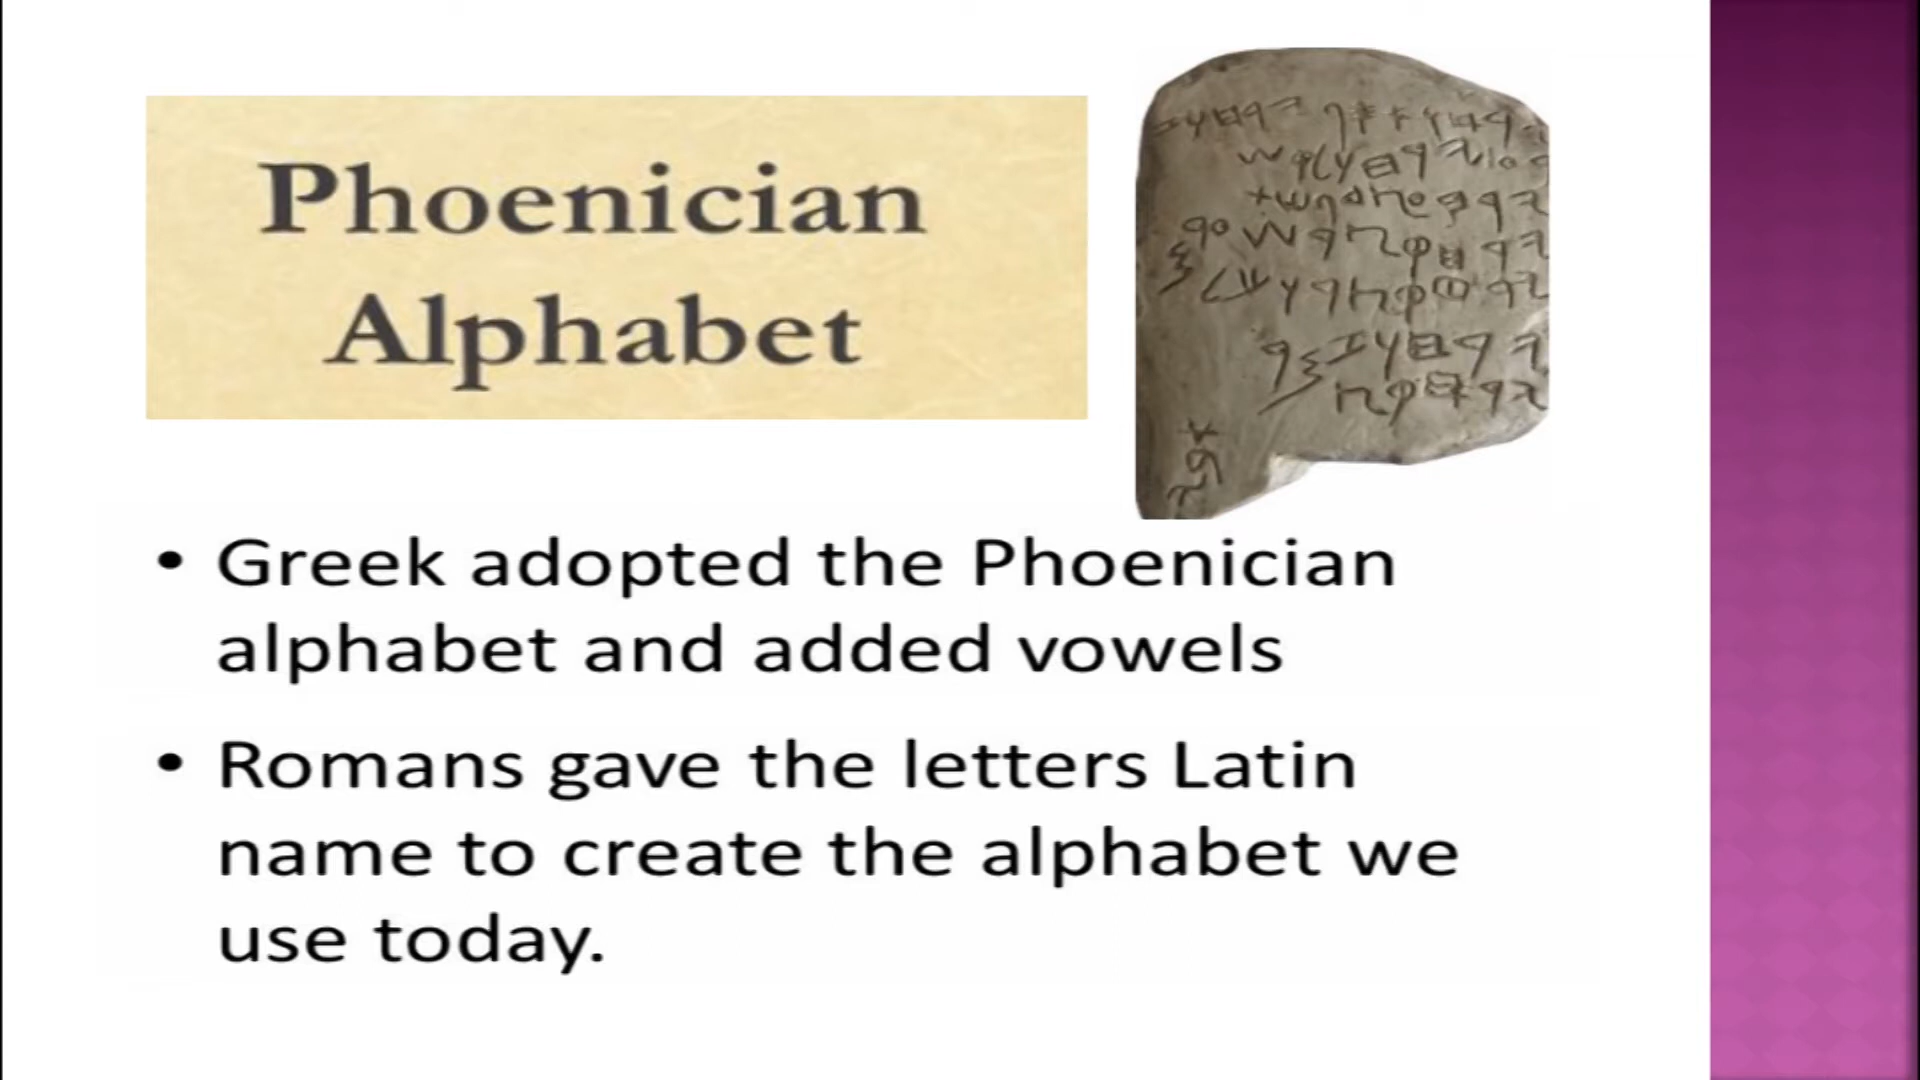 Phoenician
Alphabet
• Greek adopted the Phoenician
alphabet and added vowels
• Romans gave the letters Latin
name to create the alphabet we
use today.